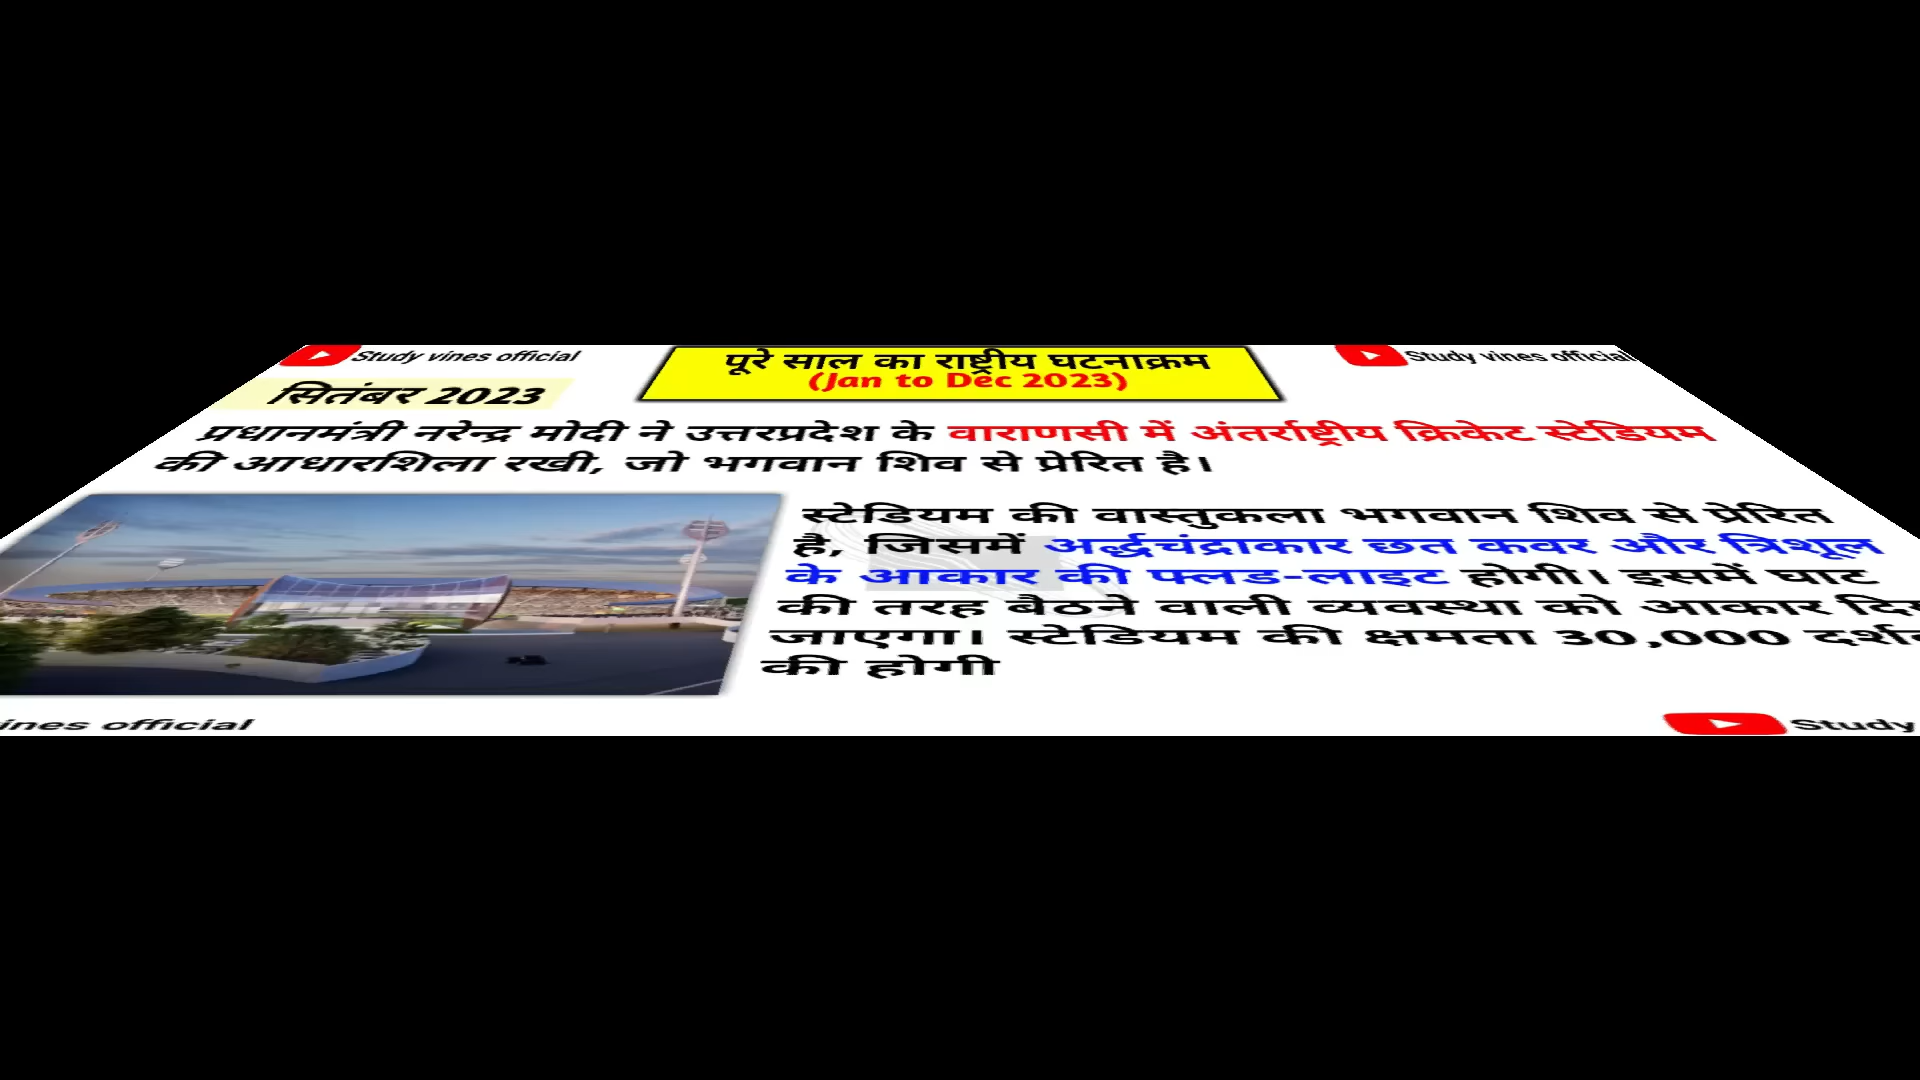 Study vines official
पूरे साल का राष्ट्रीय घटनाक्रम
(Jan to Dec 2023)
Study vines official
सितंबर 2023
प्रधानमंत्री नरेन्द्र मोदी ने उत्तरप्रदेश के वाराणसी में अंतर्राष्ट्रीय क्रिकेट स्टेडियम
की आधारशिला रखी, जो भगवान शिव से प्रेरित है।
स्टेडियम की वास्तुकला भगवान शिव से प्रेरित
है, जिसमें अर्द्धचंद्राकार छत कवर और त्रिशूल
के आकार की फ्लड-लाइट होगी। इसमें घाट
की तरह बैठने वाली व्यवस्था को आकार
जाएगा। स्टेडियम की क्षमता 30,000
की होगी
official
Study